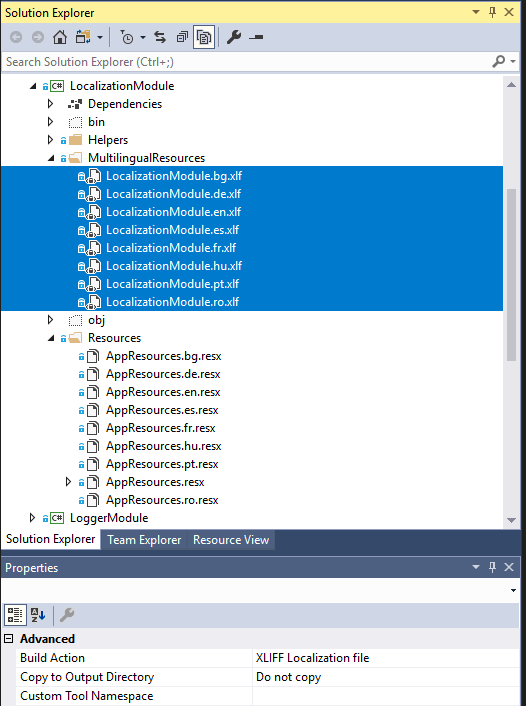 Solution Explorer
Search Solution Explorer (Ctrl+;)
C# LocalizationModule
Dependencies
bin
Helpers
MultilingualResources
LocalizationModule.bg.xlf
LocalizationModule.de.xlf
LocalizationModule.en.xlf
LocalizationModule.es.xlf
LocalizationModule.fr.xlf
LocalizationModule.hu.xlf
LocalizationModule.pt.xlf
LocalizationModule.ro.xlf
obj
Resources
AppResources.bg.resx
AppResources.de.resx
AppResources.en.resx
AppResources.es.resx
AppResources.fr.resx
AppResources.hu.resx
AppResources.pt.resx
AppResources.resx
AppResources.ro.resx
C# LoggerModule
Solution Explorer Team Explorer Resource View
Properties
Advanced
Build Action XLIFF Localization file
Copy to Output Directory Do not copy
Custom Tool Namespace